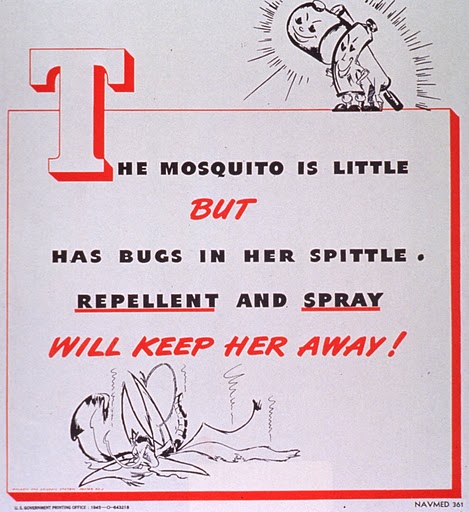 THE MOSQUITO IS LITTLE
BUT
HAS BUGS IN HER SPITTLE.
REPELLENT AND SPRAY
WILL KEEP HER AWAY!
U.S. GOVERNMENT PRINTING OFFICE : 1945—O-643218
NAVMED 361